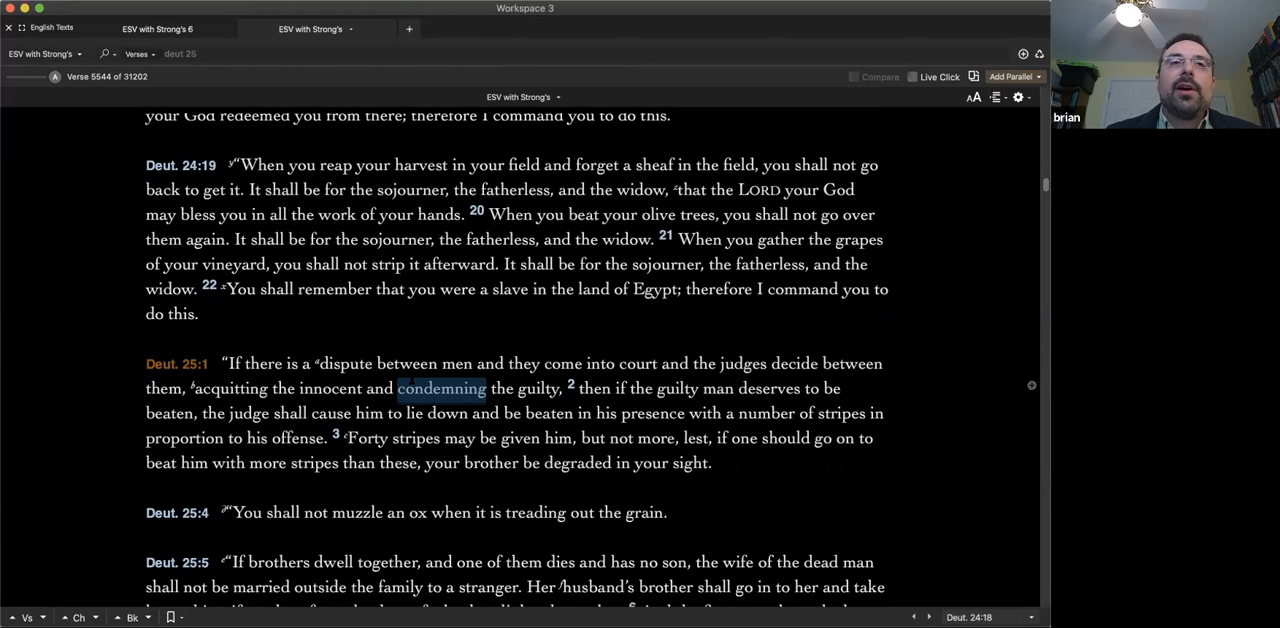 Workspace 3
English Texts
ESV with Strong's 6
ESV with Strong's
+
ESV with Strong's
Verses
deut 25
A
Verse 5544 of 31202
Compare
Live Click
Add Parallel
ESV with Strong's
AA
brian
your God redeemed you from there; therefore I command you to do this.
Deut. 24:19 y“When you reap your harvest in your field and forget a sheaf in the field, you shall not go
back to get it. It shall be for the sojourner, the fatherless, and the widow, zthat the LORD your God
may bless you in all the work of your hands. 20 When you beat your olive trees, you shall not go over
them again. It shall be for the sojourner, the fatherless, and the widow. 21 When you gather the grapes
of your vineyard, you shall not strip it afterward. It shall be for the sojourner, the fatherless, and the
widow. 22 xYou shall remember that you were a slave in the land of Egypt; therefore I command you to
do this.
Deut. 25:1 “If there is a adispute between men and they come into court and the judges decide between
them, bacquitting the innocent and condemning the guilty, 2 then if the guilty man deserves to be
beaten, the judge shall cause him to lie down and be beaten in his presence with a number of stripes in
proportion to his offense. 3 cForty stripes may be given him, but not more, lest, if one should go on to
beat him with more stripes than these, your brother be degraded in your sight.
Deut. 25:4 d“You shall not muzzle an ox when it is treading out the grain.
Deut. 25:5 e“If brothers dwell together, and one of them dies and has no son, the wife of the dead man
shall not be married outside the family to a stranger. Her fhusband’s brother shall go in to her and take
Vs
Ch
Bk
Deut. 24:18